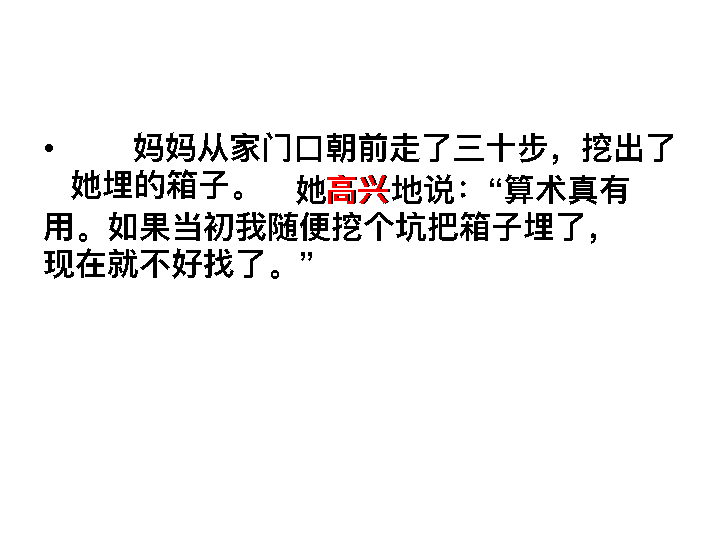 • 妈妈从家门口朝前走了三十步，挖出了
她埋的箱子。 她高兴地说：“算术真有
用。如果当初我随便挖个坑把箱子埋了，
现在就不好找了。”